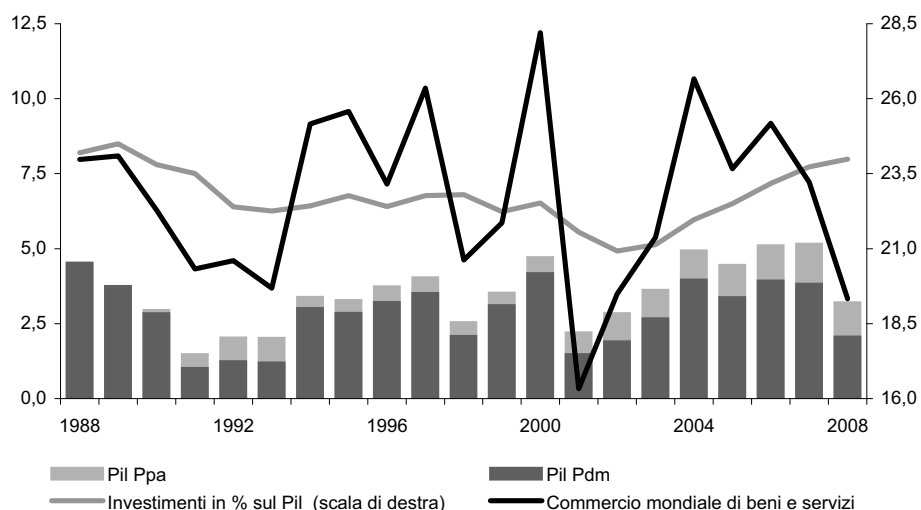 12,5 28,5
10,0 26,0
7,5 23,5
5,0 21,0
2,5 18,5
0,0 16,0
1988 1992 1996 2000 2004 2008
Pil Ppa Pil Pdm
Investimenti in % sul Pil (scala di destra) Commercio mondiale di beni e servizi